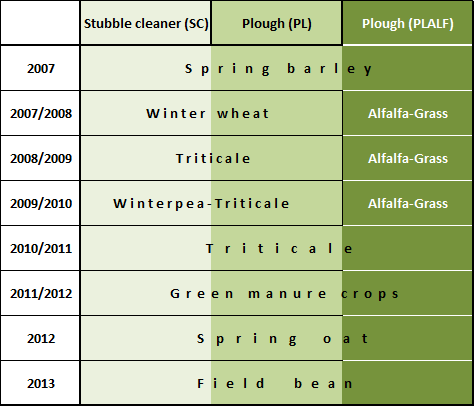 Stubble cleaner (SC) Plough (PL) Plough (PLALF)
2007 Spring barley
2007/2008 Winter wheat Alfalfa-Grass
2008/2009 Triticale Alfalfa-Grass
2009/2010 Winterpea-Triticale Alfalfa-Grass
2010/2011 Triticale
2011/2012 Green manure crops
2012 Spring oat
2013 Field bean